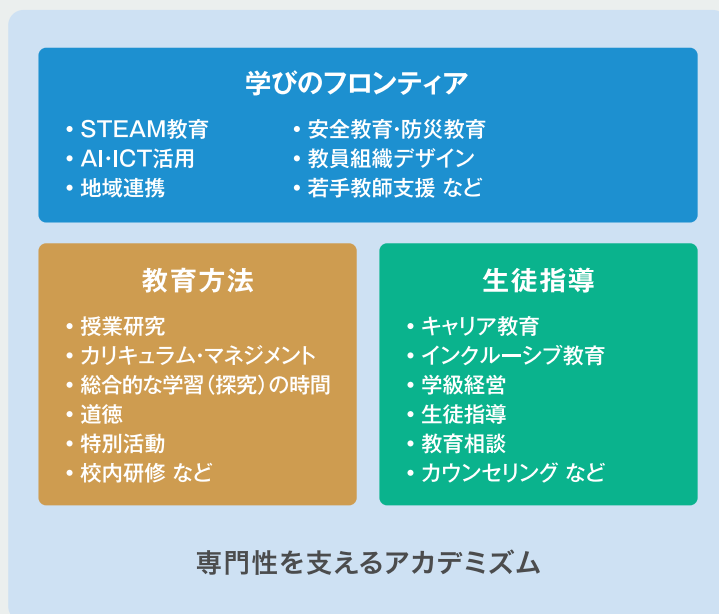 学びのフロンティア
• STEAM教育
• AI・ICT活用
• 地域連携
• 安全教育・防災教育
• 教員組織デザイン
• 若手教師支援 など
教育方法
• 授業研究
• カリキュラム・マネジメント
• 総合的な学習（探究）の時間
• 道徳
• 特別活動
• 校内研修 など
生徒指導
• キャリア教育
• インクルーシブ教育
• 学級経営
• 生徒指導
• 教育相談
• カウンセリング など
専門性を支えるアカデミズム